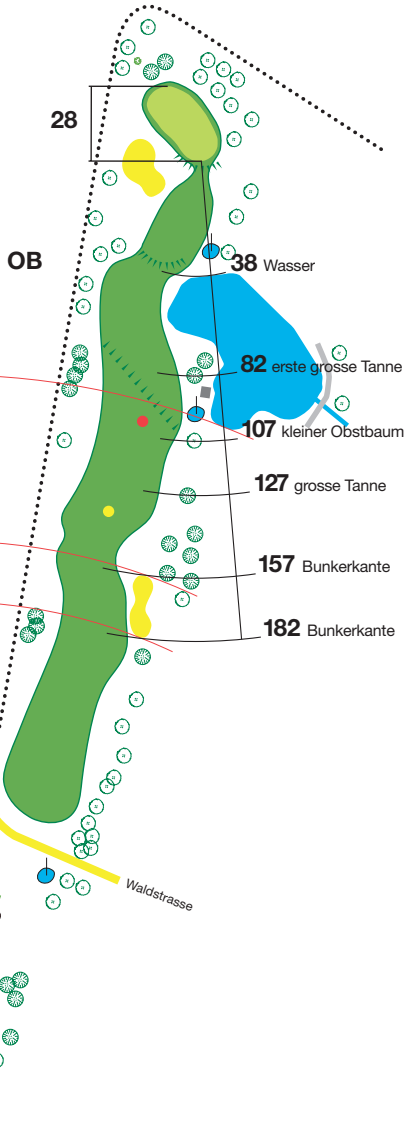 28
OB
38 Wasser
82 erste grosse Tanne
107 kleiner Obstbaum
127 grosse Tanne
157 Bunkerkante
182 Bunkerkante
Waldstrasse